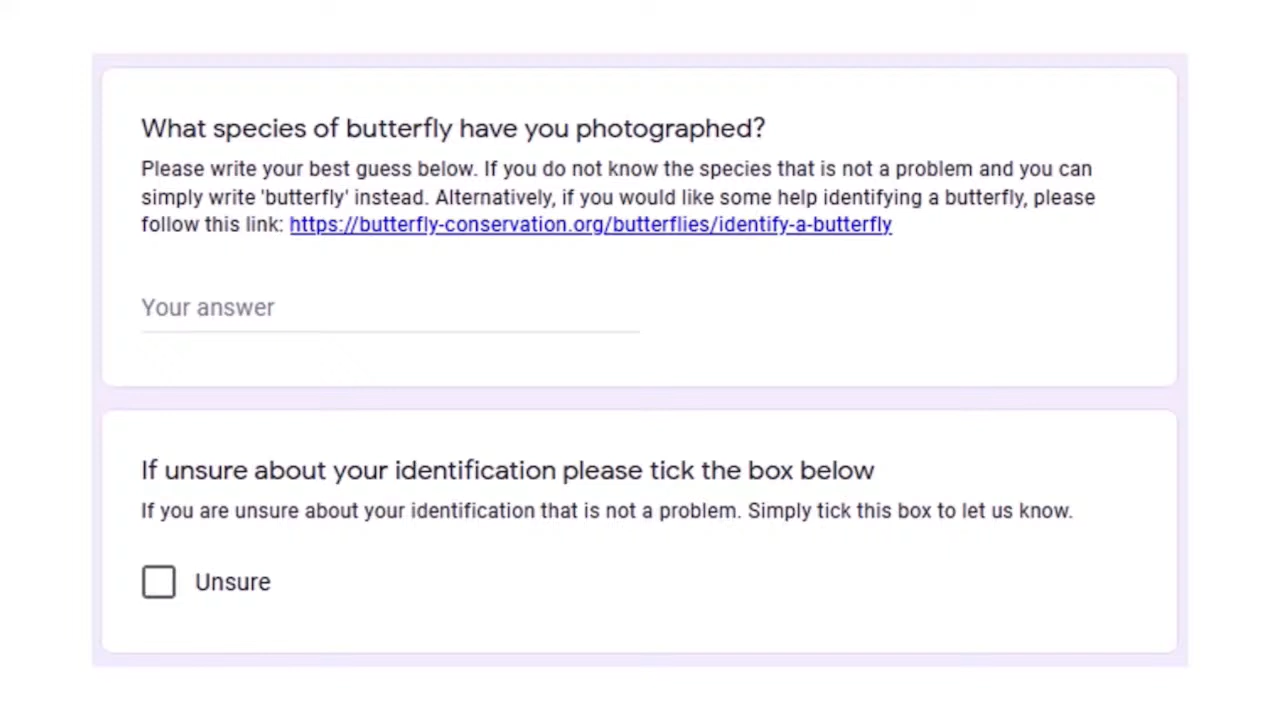 What species of butterfly have you photographed?
Please write your best guess below. If you do not know the species that is not a problem and you can
simply write 'butterfly' instead. Alternatively, if you would like some help identifying a butterfly, please
follow this link: https://butterfly-conservation.org/butterflies/identify-a-butterfly
Your answer
If unsure about your identification please tick the box below
If you are unsure about your identification that is not a problem. Simply tick this box to let us know.
Unsure